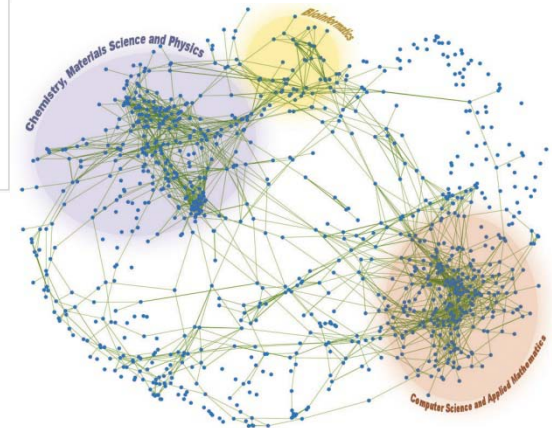 Chemistry, Materials Science and Physics
Bioinformatics
Computer Science and Applied Mathematics